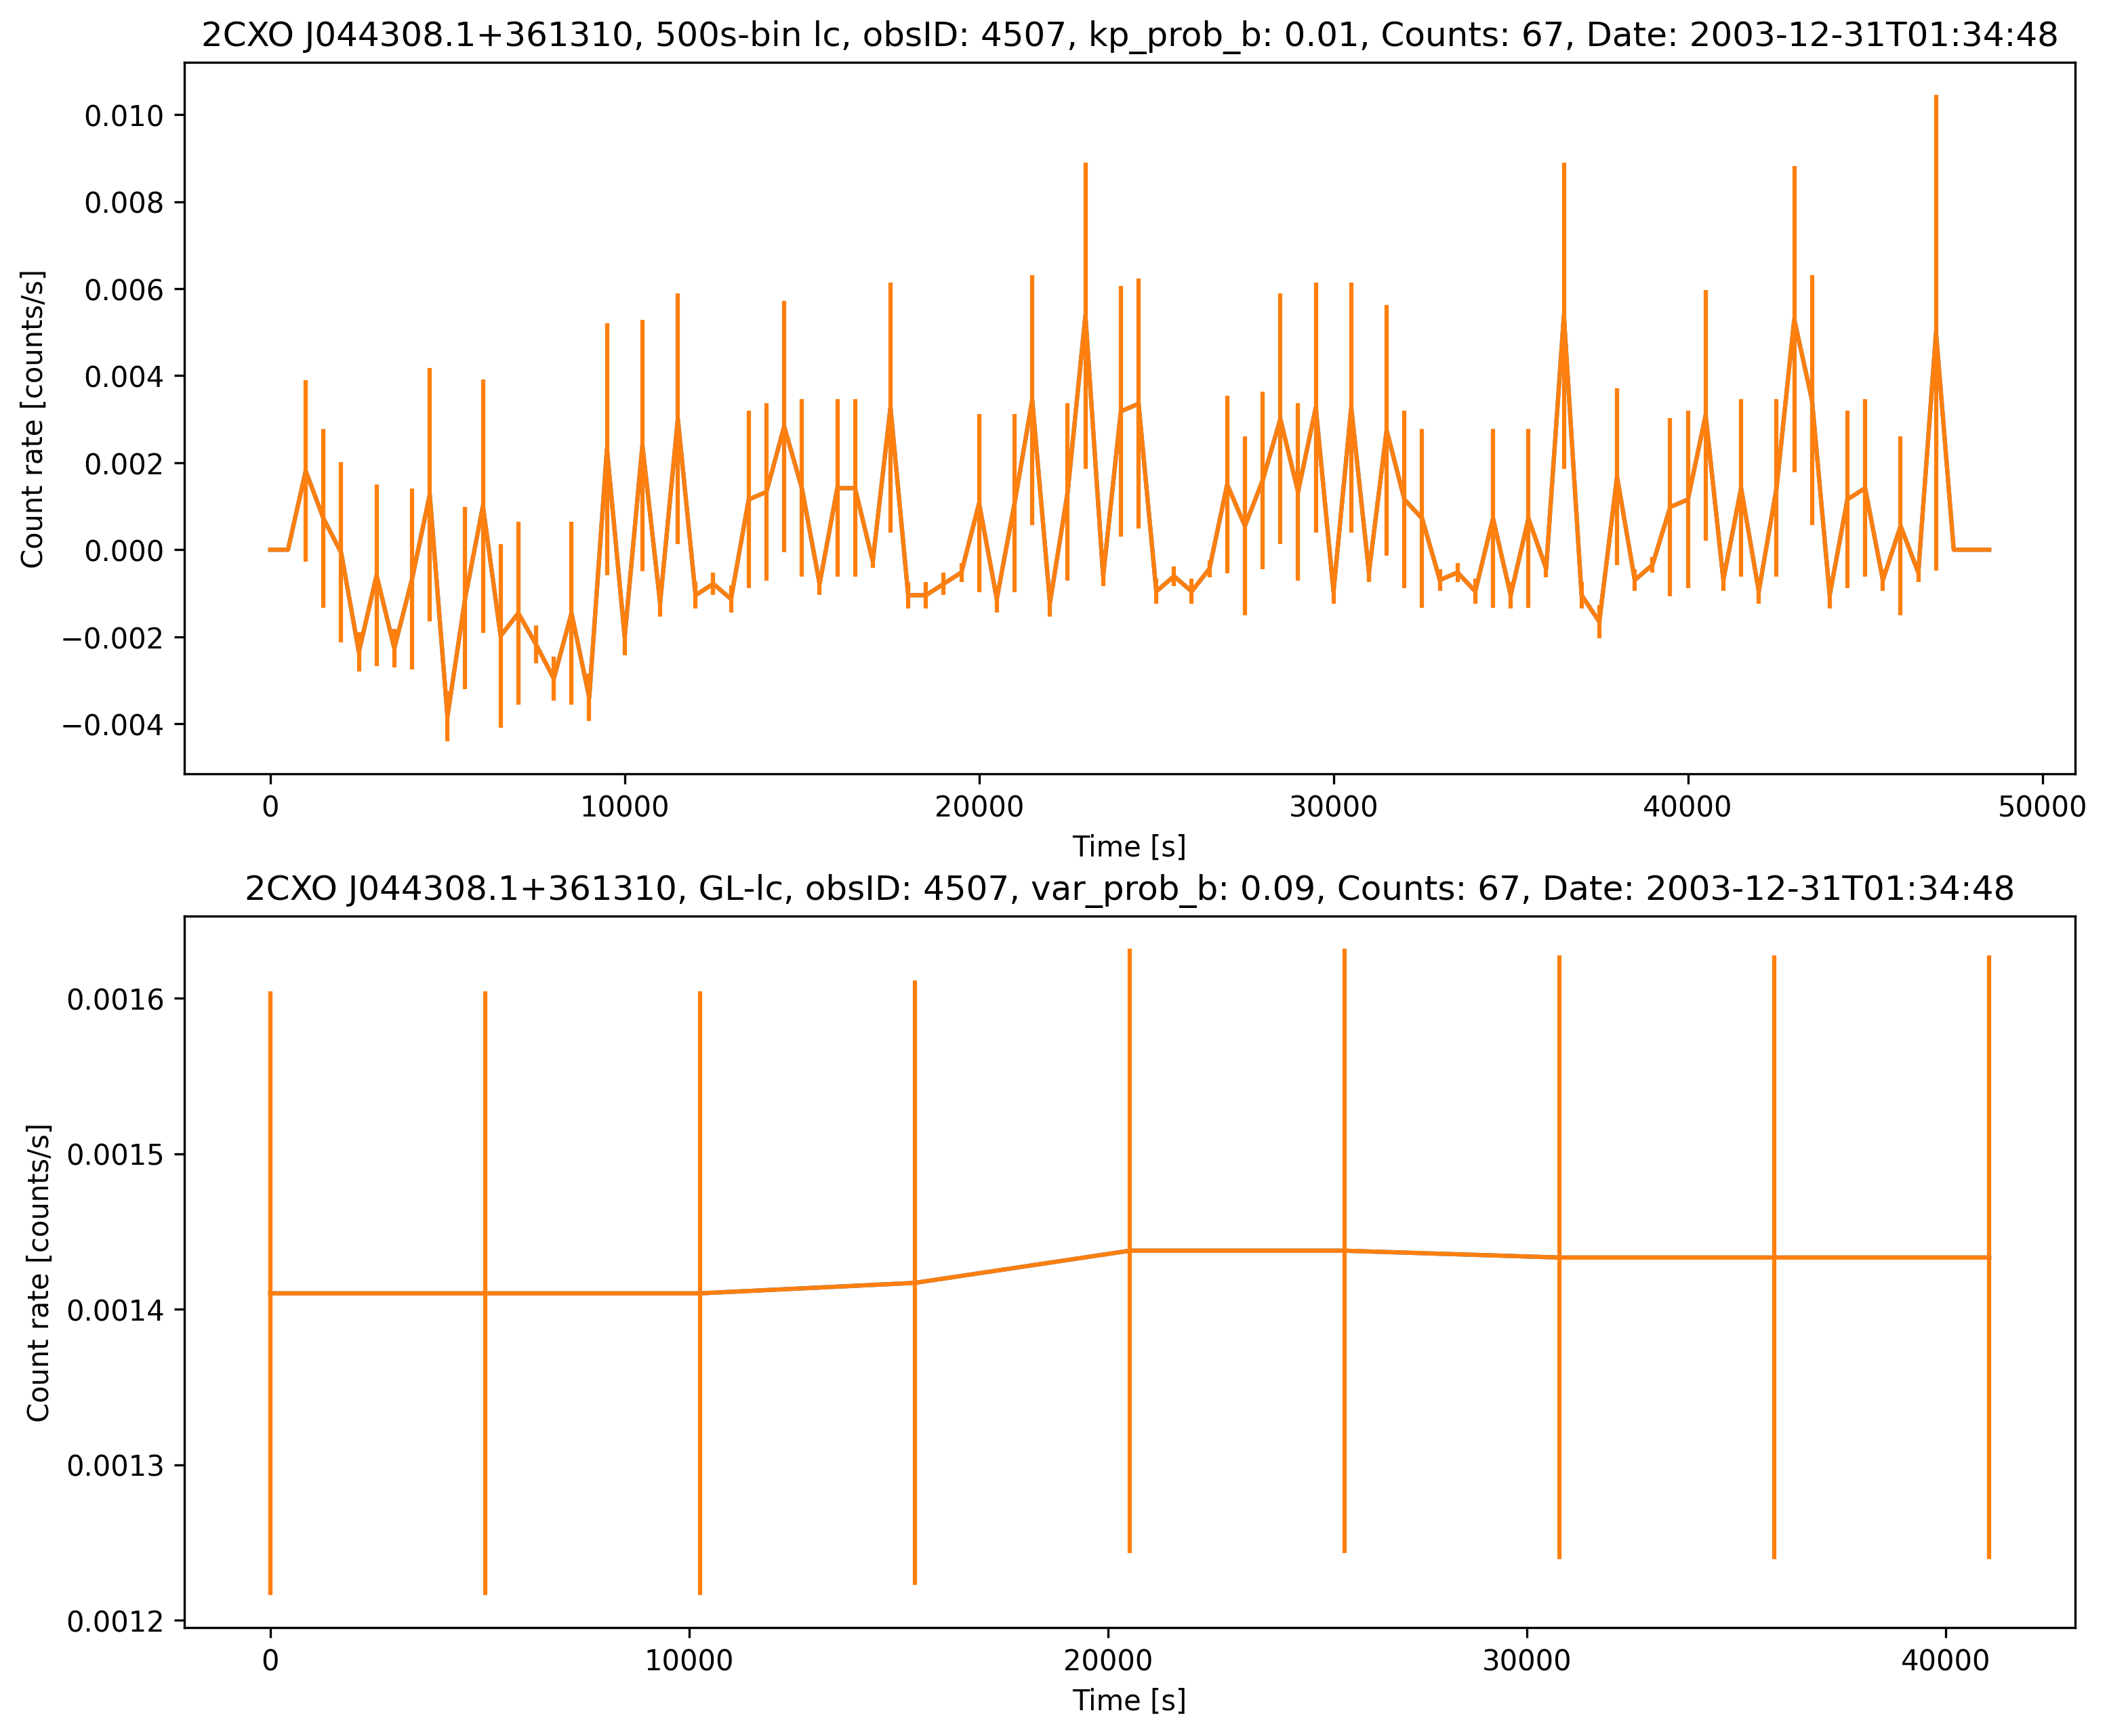 2CXO J044308.1+361310, 500s-bin lc, obsID: 4507, kp_prob_b: 0.01, Counts: 67, Date: 2003-12-31T01:34:48
0.010
0.008
0.006
0.004
0.002
0.000
−0.002
−0.004
Count rate [counts/s]
0 10000 20000 30000 40000 50000
Time [s]
2CXO J044308.1+361310, GL-lc, obsID: 4507, var_prob_b: 0.09, Counts: 67, Date: 2003-12-31T01:34:48
0.0016
0.0015
0.0014
0.0013
0.0012
Count rate [counts/s]
0 10000 20000 30000 40000
Time [s]